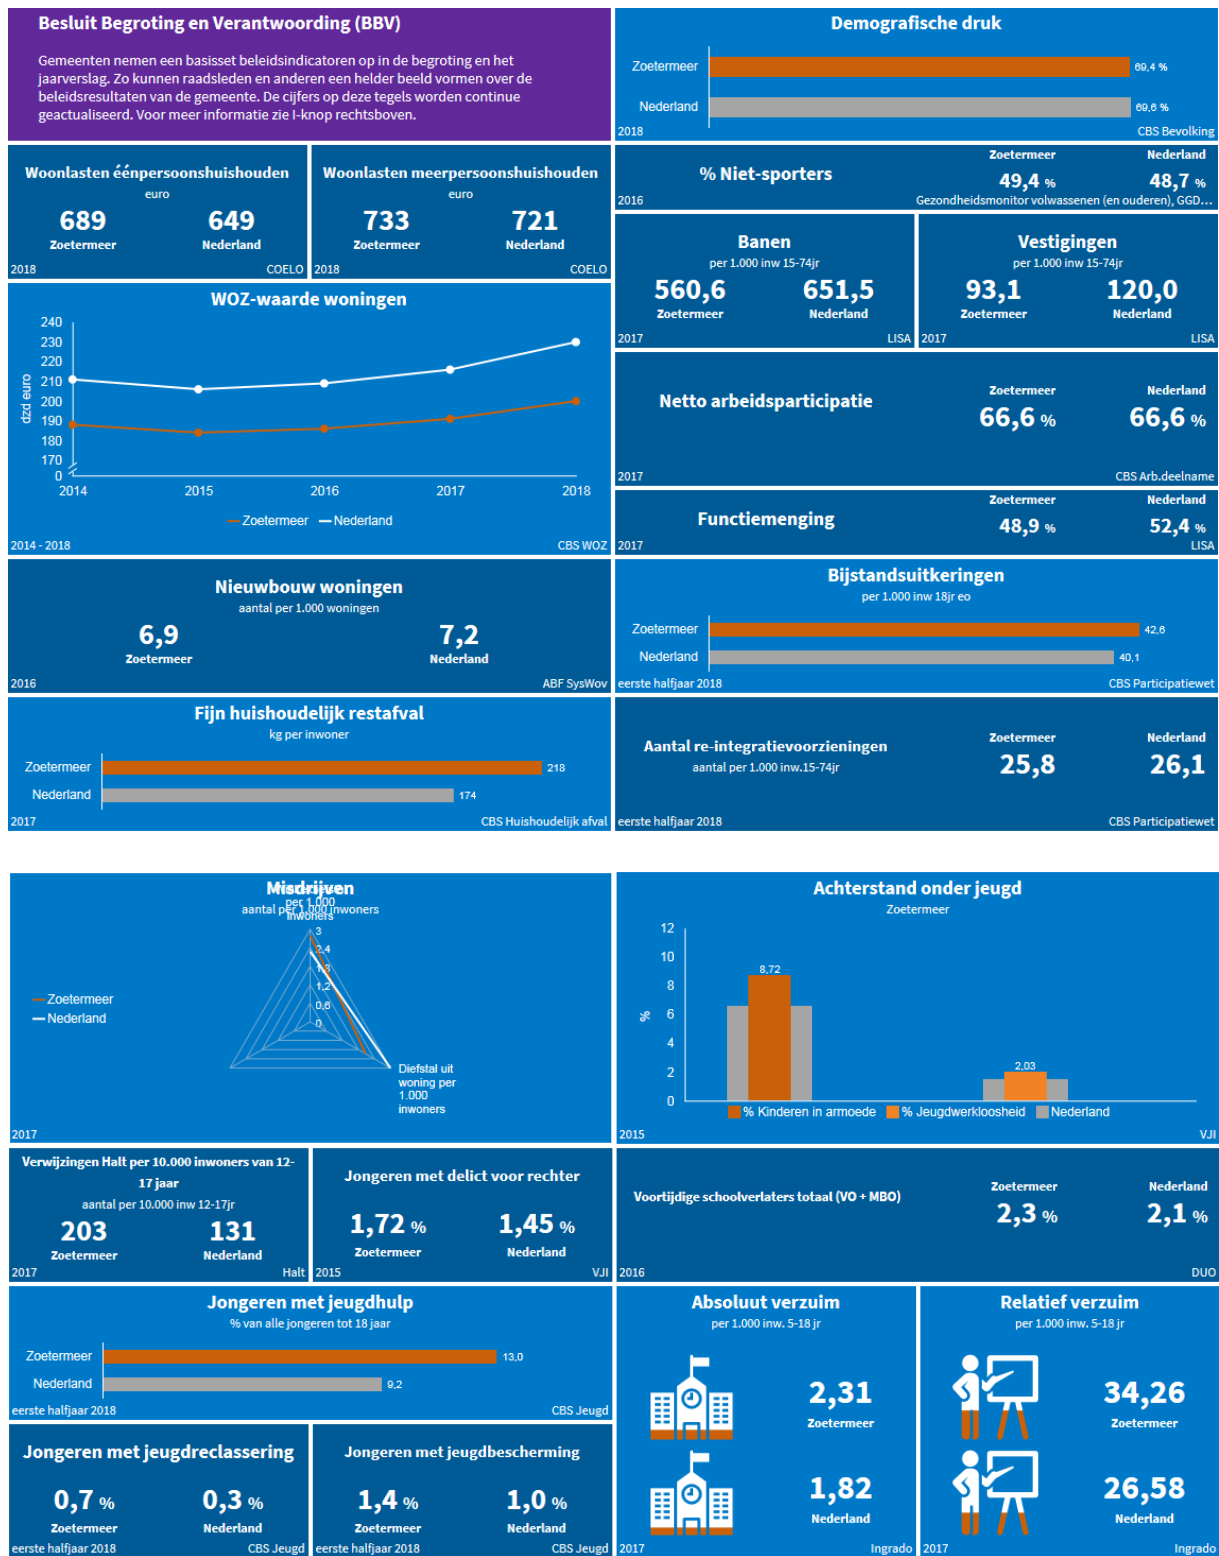 Besluit Begroting en Verantwoording (BBV)
Gemeenten nemen een basisset beleidsindicatoren op in de begroting en het
jaarverslag. Zo kunnen raadsleden en anderen een helder beeld vormen over de
beleidsresultaten van de gemeente. De cijfers op deze tegels worden continue
geactualiseerd. Voor meer informatie zie I-knop rechtsboven.
Demografische druk
Zoetermeer 69,4 %
Nederland 69,6 %
2018 CBS Bevolking
Woonlasten éénpersoonshuishouden
euro
689 649
Zoetermeer Nederland
2018 COELO
Woonlasten meerpersoonshuishouden
euro
733 721
Zoetermeer Nederland
2018 COELO
% Niet-sporters
Zoetermeer Nederland
49,4 % 48,7 %
2016 Gezondheidsmonitor volwassenen (en ouderen), GGD...
Banen
per 1.000 inw 15-74jr
560,6 651,5
Zoetermeer Nederland
2017 LISA
Vestigingen
per 1.000 inw 15-74jr
93,1 120,0
Zoetermeer Nederland
2017 LISA
WOZ-waarde woningen
dzd euro
240
230
220
210
200
190
180
170
0
2014 2015 2016 2017 2018
Zoetermeer Nederland
2014 - 2018 CBS WOZ
Netto arbeidsparticipatie
Zoetermeer Nederland
66,6 % 66,6 %
2017 CBS Arb.deelname
Functiemenging
Zoetermeer Nederland
48,9 % 52,4 %
2017 LISA
Nieuwbouw woningen
aantal per 1.000 woningen
6,9 7,2
Zoetermeer Nederland
2016 ABF SysWov
Bijstandsuitkeringen
per 1.000 inw 18jr eo
Zoetermeer 42,6
Nederland 40,1
eerste halfjaar 2018 CBS Participatiewet
Fijn huishoudelijk restafval
kg per inwoner
Zoetermeer 218
Nederland 174
2017 CBS Huishoudelijk afval
Aantal re-integratievoorzieningen
aantal per 1.000 inw.15-74jr
Zoetermeer Nederland
25,8 26,1
eerste halfjaar 2018 CBS Participatiewet
Misdrijven
aantal per 1.000 inwoners
per 1.000
inwoners
3
2,4
1,8
1,2
0,6
0
Zoetermeer
Nederland
Diefstal uit
woning per
1.000
inwoners
2017
Achterstand onder jeugd
Zoetermeer
%
12
10
8
6
4
2
0
8,72
2,03
% Kinderen in armoede % Jeugdwerkloosheid Nederland
2015 VJI
Verwijzingen Halt per 10.000 inwoners van 12-
17 jaar
aantal per 10.000 inw 12-17jr
203 131
Zoetermeer Nederland
2017 Halt
Jongeren met delict voor rechter
1,72 % 1,45 %
Zoetermeer Nederland
2015 VJI
Voortijdige schoolverlaters totaal (VO + MBO)
Zoetermeer Nederland
2,3 % 2,1 %
2016 DUO
Jongeren met jeugdhulp
% van alle jongeren tot 18 jaar
Zoetermeer 13,0
Nederland 9,2
eerste halfjaar 2018 CBS Jeugd
Absoluut verzuim
per 1.000 inw. 5-18 jr
2,31
Zoetermeer
1,82
Nederland
2017 Ingrado
Relatief verzuim
per 1.000 inw. 5-18 jr
34,26
Zoetermeer
26,58
Nederland
2017 Ingrado
Jongeren met jeugdreclassering
0,7 % 0,3 %
Zoetermeer Nederland
eerste halfjaar 2018 CBS Jeugd
Jongeren met jeugdbescherming
1,4 % 1,0 %
Zoetermeer Nederland
eerste halfjaar 2018 CBS Jeugd